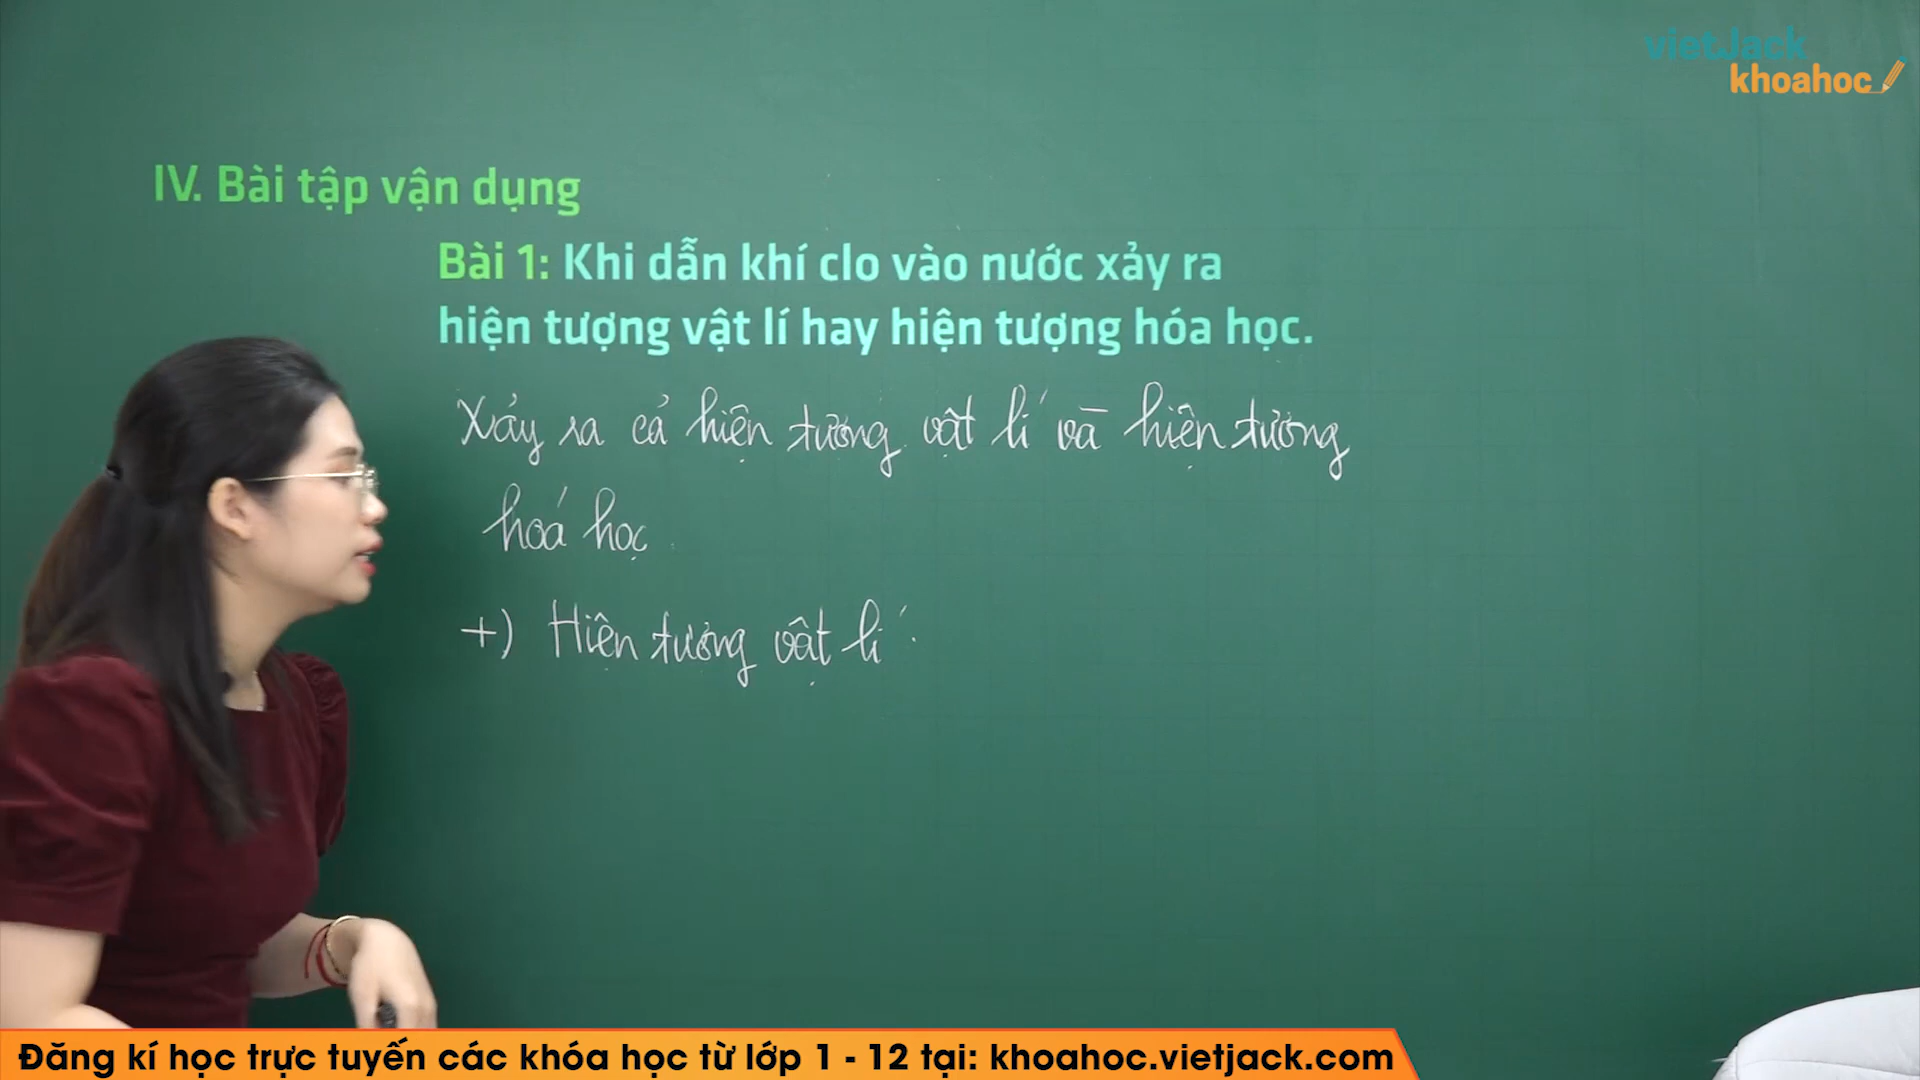 vietJack
khoahoc
IV. Bài tập vận dụng
Bài 1: Khi dẫn khí clo vào nước xảy ra
hiện tượng vật lí hay hiện tượng hóa học.
Xảy ra cả hiện tượng vật lí và hiện tượng
hoá học.
+) Hiện tượng vật lí :
Đăng kí học trực tuyến các khóa học từ lớp 1 - 12 tại: khoahoc.vietjack.com